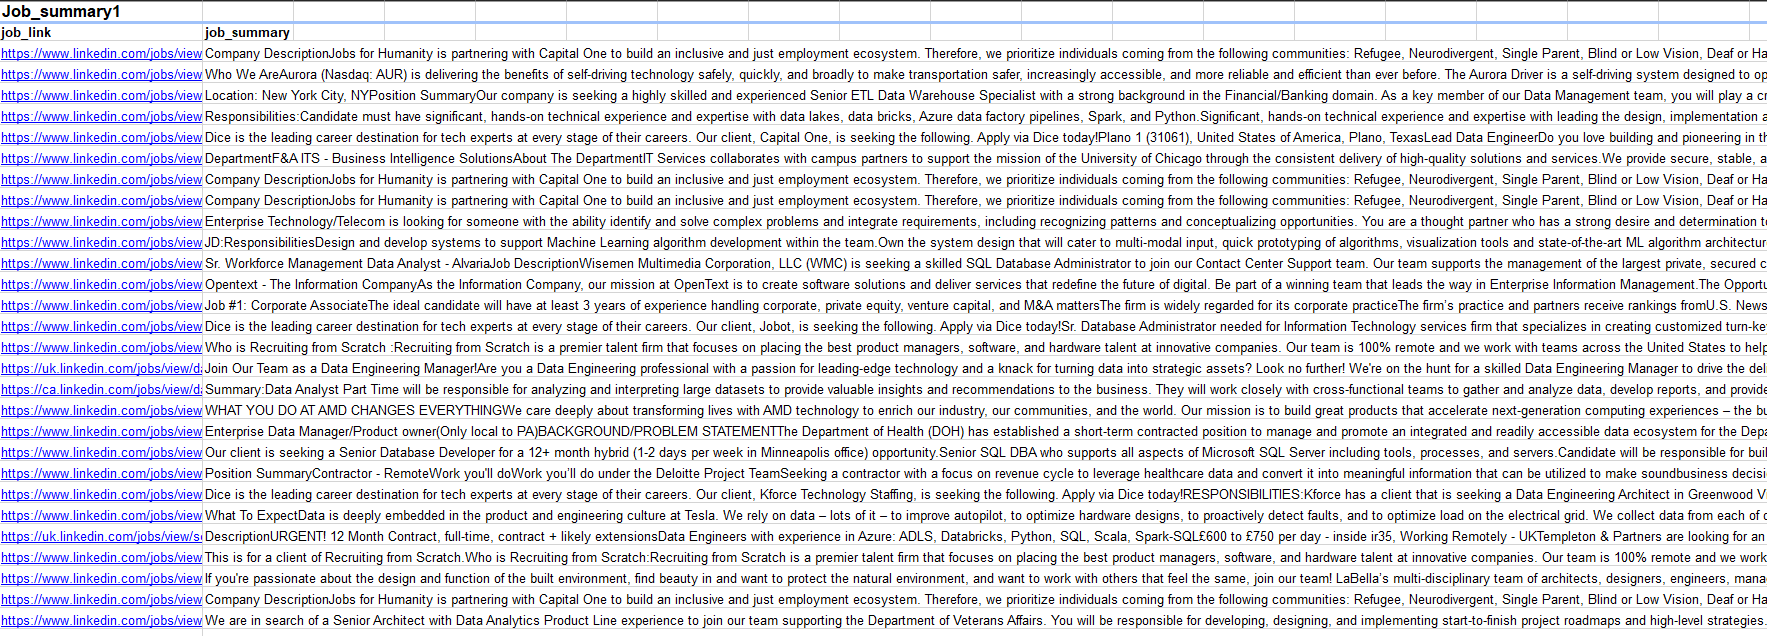 Job_summary1
job_link job_summary
https://www.linkedin.com/jobs/view Company DescriptionJobs for Humanity is partnering with Capital One to build an inclusive and just employment ecosystem. Therefore, we prioritize individuals coming from the following communities: Refugee, Neurodivergent, Single Parent, Blind or Low Vision, Deaf or Ha
https://www.linkedin.com/jobs/view Who We AreAurora (Nasdaq: AUR) is delivering the benefits of self-driving technology safely, quickly, and broadly to make transportation safer, increasingly accessible, and more reliable and efficient than ever before. The Aurora Driver is a self-driving system designed to op
https://www.linkedin.com/jobs/view Location: New York City, NYPosition SummaryOur company is seeking a highly skilled and experienced Senior ETL Data Warehouse Specialist with a strong background in the Financial/Banking domain. As a key member of our Data Management team, you will play a cr
https://www.linkedin.com/jobs/view Responsibilities:Candidate must have significant, hands-on technical experience and expertise with data lakes, data bricks, Azure data factory pipelines, Spark, and Python.Significant, hands-on technical experience and expertise with leading the design, implementation a
https://www.linkedin.com/jobs/view Dice is the leading career destination for tech experts at every stage of their careers. Our client, Capital One, is seeking the following. Apply via Dice today!Plano 1 (31061), United States of America, Plano, TexasLead Data EngineerDo you love building and pioneering in th
https://www.linkedin.com/jobs/view DepartmentF&A ITS - Business Intelligence SolutionsAbout The DepartmentIT Services collaborates with campus partners to support the mission of the University of Chicago through the consistent delivery of high-quality solutions and services.We provide secure, stable, a
https://www.linkedin.com/jobs/view Company DescriptionJobs for Humanity is partnering with Capital One to build an inclusive and just employment ecosystem. Therefore, we prioritize individuals coming from the following communities: Refugee, Neurodivergent, Single Parent, Blind or Low Vision, Deaf or Ha
https://www.linkedin.com/jobs/view Company DescriptionJobs for Humanity is partnering with Capital One to build an inclusive and just employment ecosystem. Therefore, we prioritize individuals coming from the following communities: Refugee, Neurodivergent, Single Parent, Blind or Low Vision, Deaf or Ha
https://www.linkedin.com/jobs/view Enterprise Technology/Telecom is looking for someone with the ability identify and solve complex problems and integrate requirements, including recognizing patterns and conceptualizing opportunities. You are a thought partner who has a strong desire and determination t
https://www.linkedin.com/jobs/view JD:ResponsibilitiesDesign and develop systems to support Machine Learning algorithm development within the team.Own the system design that will cater to multi-modal input, quick prototyping of algorithms, visualization tools and state-of-the-art ML algorithm architectur
https://www.linkedin.com/jobs/view Sr. Workforce Management Data Analyst - AlvariaJob DescriptionWisemen Multimedia Corporation, LLC (WMC) is seeking a skilled SQL Database Administrator to join our Contact Center Support team. Our team supports the management of the largest private, secured c
https://www.linkedin.com/jobs/view Opentext - The Information CompanyAs the Information Company, our mission at OpenText is to create software solutions and deliver services that redefine the future of digital. Be part of a winning team that leads the way in Enterprise Information Management.The Opportu
https://www.linkedin.com/jobs/view Job #1: Corporate AssociateThe ideal candidate will have at least 3 years of experience handling corporate, private equity, venture capital, and M&A mattersThe firm is widely regarded for its corporate practiceThe firm's practice and partners receive rankings fromU.S. News
https://www.linkedin.com/jobs/view Dice is the leading career destination for tech experts at every stage of their careers. Our client, Jobot, is seeking the following. Apply via Dice today!Sr. Database Administrator needed for Information Technology services firm that specializes in creating customized turn-ke
https://www.linkedin.com/jobs/view Who is Recruiting from Scratch :Recruiting from Scratch is a premier talent firm that focuses on placing the best product managers, software, and hardware talent at innovative companies. Our team is 100% remote and we work with teams across the United States to help
https://uk.linkedin.com/jobs/view/d Join Our Team as a Data Engineering Manager!Are you a Data Engineering professional with a passion for leading-edge technology and a knack for turning data into strategic assets? Look no further! We're on the hunt for a skilled Data Engineering Manager to drive the deli
https://ca.linkedin.com/jobs/view/d Summary:Data Analyst Part Time will be responsible for analyzing and interpreting large datasets to provide valuable insights and recommendations to the business. They will work closely with cross-functional teams to gather and analyze data, develop reports, and provide
https://www.linkedin.com/jobs/view WHAT YOU DO AT AMD CHANGES EVERYTHINGWe care deeply about transforming lives with AMD technology to enrich our industry, our communities, and the world. Our mission is to build great products that accelerate next-generation computing experiences – the bu
https://www.linkedin.com/jobs/view Enterprise Data Manager/Product owner(Only local to PA)BACKGROUND/PROBLEM STATEMENTThe Department of Health (DOH) has established a short-term contracted position to manage and promote an integrated and readily accessible data ecosystem for the Depa
https://www.linkedin.com/jobs/view Our client is seeking a Senior Database Developer for a 12+ month hybrid (1-2 days per week in Minneapolis office) opportunity.Senior SQL DBA who supports all aspects of Microsoft SQL Server including tools, processes, and servers.Candidate will be responsible for buil
https://www.linkedin.com/jobs/view Position SummaryContractor - RemoteWork you'll doWork you'll do under the Deloitte Project TeamSeeking a contractor with a focus on revenue cycle to leverage healthcare data and convert it into meaningful information that can be utilized to make soundbusiness decisi
https://www.linkedin.com/jobs/view Dice is the leading career destination for tech experts at every stage of their careers. Our client, Kforce Technology Staffing, is seeking the following. Apply via Dice today!RESPONSIBILITIES:Kforce has a client that is seeking a Data Engineering Architect in Greenwood V
https://www.linkedin.com/jobs/view What To ExpectData is deeply embedded in the product and engineering culture at Tesla. We rely on data – lots of it – to improve autopilot, to optimize hardware designs, to proactively detect faults, and to optimize load on the electrical grid. We collect data from each of o
https://uk.linkedin.com/jobs/view/s DescriptionURGENT! 12 Month Contract, full-time, contract + likely extensionsData Engineers with experience in Azure: ADLS, Databricks, Python, SQL, Scala, Spark-SQL£600 to £750 per day - inside ir35, Working Remotely - UKTempleton & Partners are looking for an
https://www.linkedin.com/jobs/view This is for a client of Recruiting from Scratch.Who is Recruiting from Scratch:Recruiting from Scratch is a premier talent firm that focuses on placing the best product managers, software, and hardware talent at innovative companies. Our team is 100% remote and we work
https://www.linkedin.com/jobs/view If you're passionate about the design and function of the built environment, find beauty in and want to protect the natural environment, and want to work with others that feel the same, join our team! LaBella's multi-disciplinary team of architects, designers, engineers, mana
https://www.linkedin.com/jobs/view Company DescriptionJobs for Humanity is partnering with Capital One to build an inclusive and just employment ecosystem. Therefore, we prioritize individuals coming from the following communities: Refugee, Neurodivergent, Single Parent, Blind or Low Vision, Deaf or Ha
https://www.linkedin.com/jobs/view We are in search of a Senior Architect with Data Analytics Product Line experience to join our team supporting the Department of Veterans Affairs. You will be responsible for developing, designing, and implementing start-to-finish project roadmaps and high-level strategies.